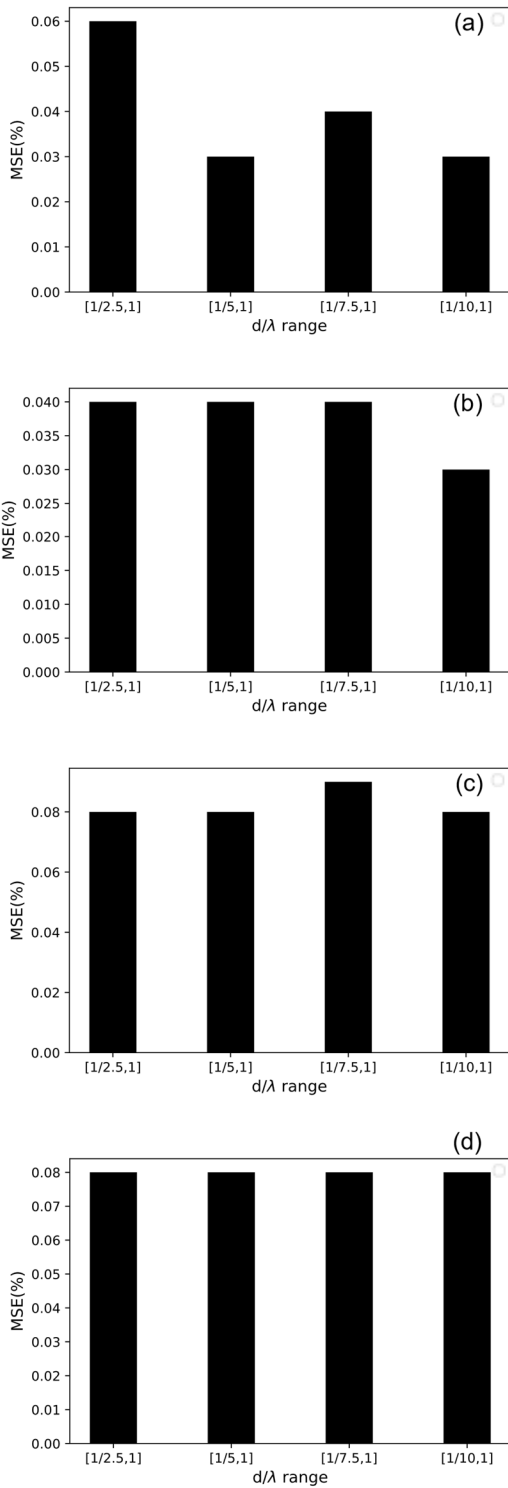 (a)
0.06
0.05
0.04
0.03
0.02
0.01
0.00
MSE(%)
[1/2.5,1] [1/5,1] [1/7.5,1] [1/10,1]
d/λ range
(b)
0.040
0.035
0.030
0.025
0.020
0.015
0.010
0.005
0.000
MSE(%)
[1/2.5,1] [1/5,1] [1/7.5,1] [1/10,1]
d/λ range
(c)
0.08
0.06
0.04
0.02
0.00
MSE(%)
[1/2.5,1] [1/5,1] [1/7.5,1] [1/10,1]
d/λ range
(d)
0.08
0.07
0.06
0.05
0.04
0.03
0.02
0.01
0.00
MSE(%)
[1/2.5,1] [1/5,1] [1/7.5,1] [1/10,1]
d/λ range